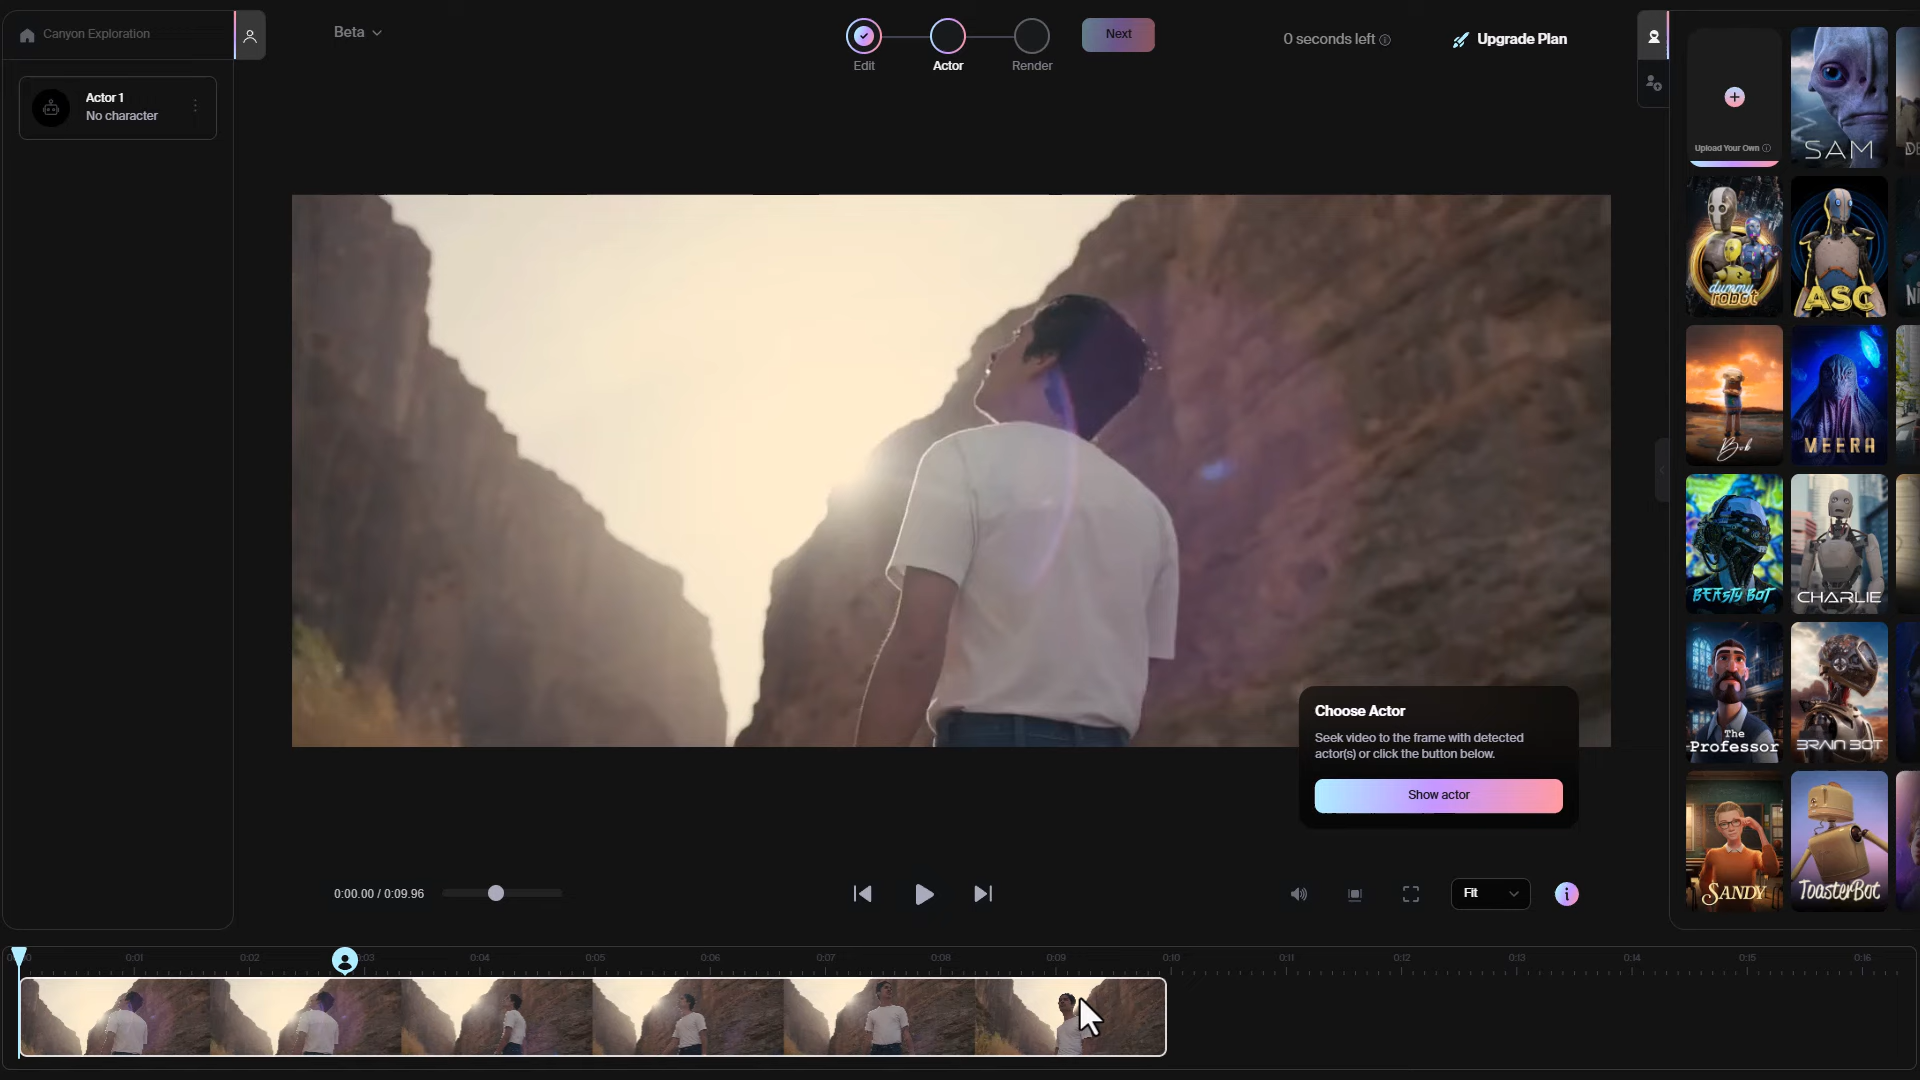 Canyon Exploration
Beta
Edit
Actor
Render
Next
0 seconds left
Upgrade Plan
Actor 1
No character
Upload Your Own
SAM
dummy robot
ASC
Bob
MEERA
BEASTY BOT
CHARLIE
The Professor
BRAIN BOT
SANDY
ToasterBot
Choose Actor
Seek video to the frame with detected
actor(s) or click the button below.
Show actor
0:00.00 / 0:09.96
Fit
0:01
0:02
0:04
0:05
0:06
0:07
0:08
0:09
0:10
0:11
0:12
0:13
0:14
0:15
0:16